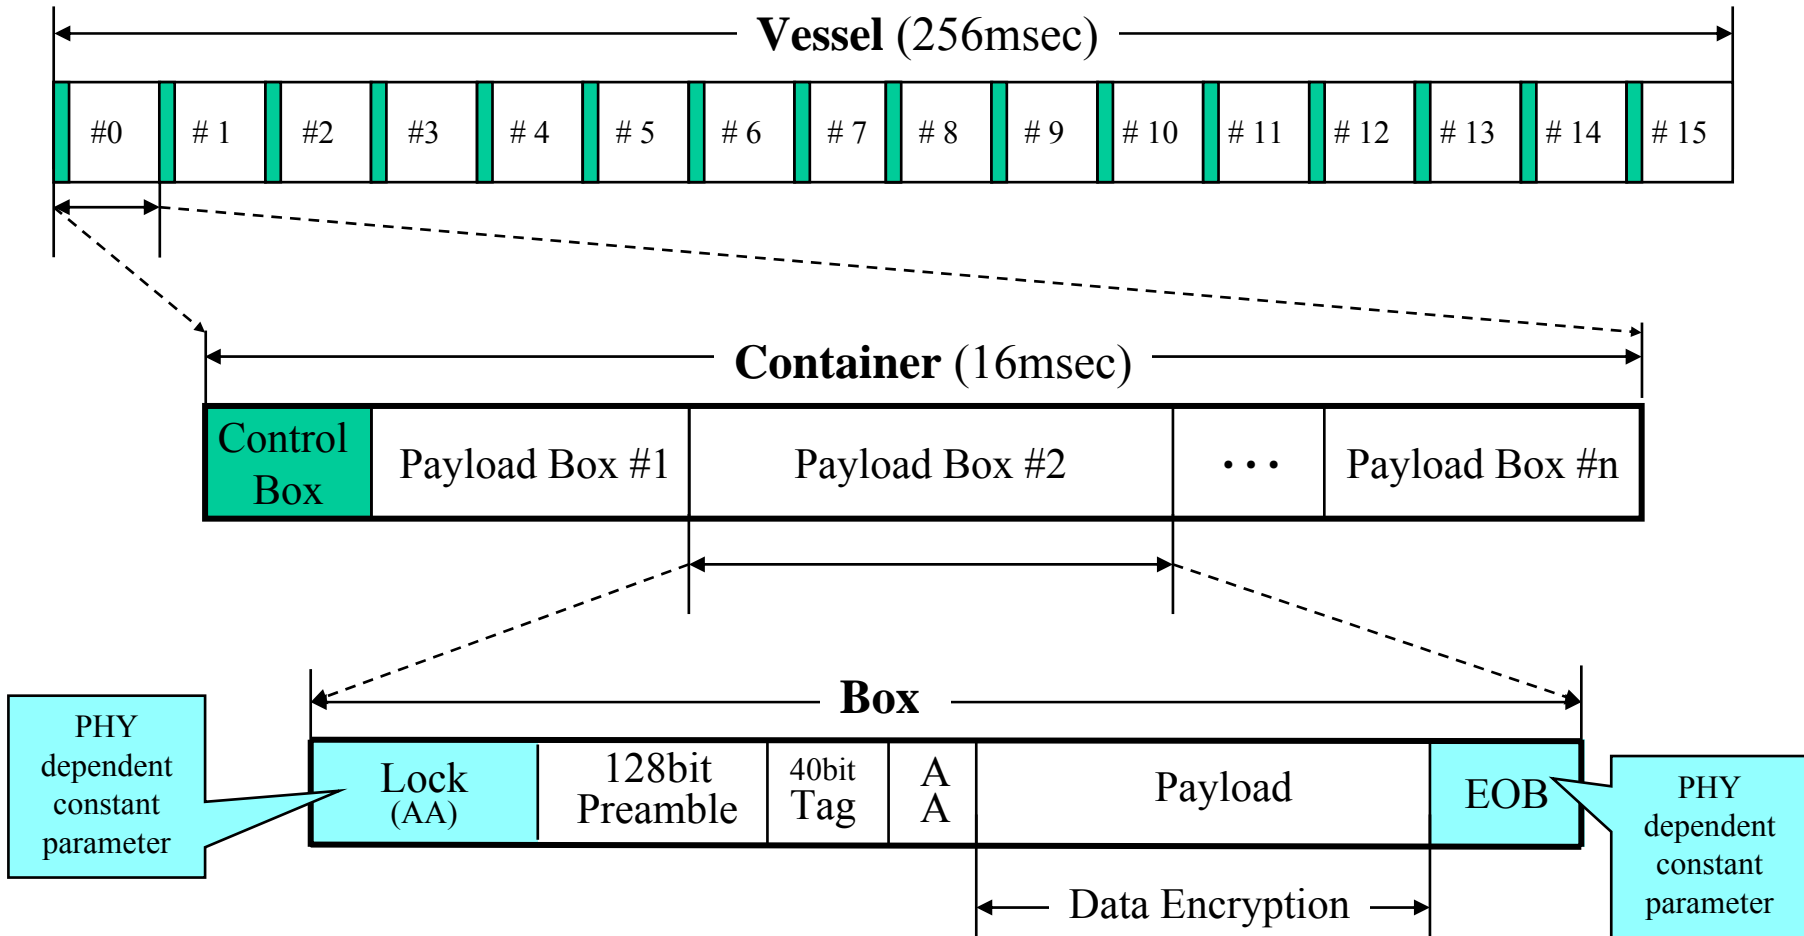 Vessel (256msec)
#0 # 1 #2 #3 # 4 # 5 # 6 # 7 # 8 # 9 # 10 # 11 # 12 # 13 # 14 # 15
Container (16msec)
Control
Box
Payload Box #1
Payload Box #2
···
Payload Box #n
Box
PHY
dependent
constant
parameter
Lock
(AA)
128bit
Preamble
40bit
Tag
A
A
Payload
EOB
PHY
dependent
constant
parameter
Data Encryption